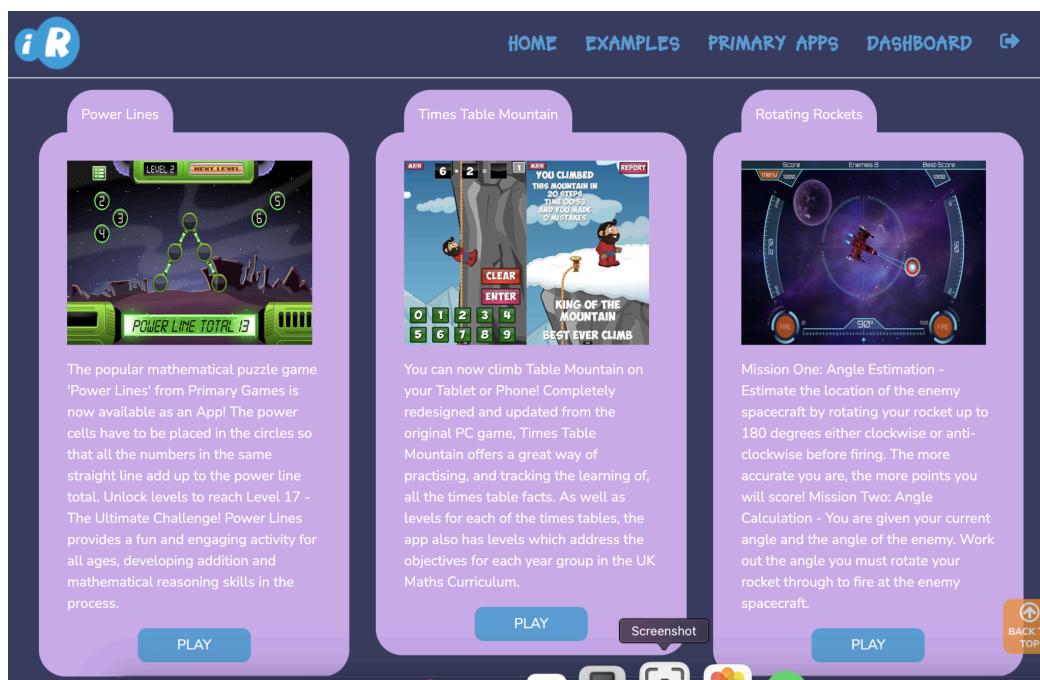 iR
HOME EXAMPLES PRIMARY APPS DASHBOARD
Power Lines
LEVEL 2 NEXT LEVEL
2
3
4
5
6
POWER LINE TOTAL 13
The popular mathematical puzzle game
'Power Lines' from Primary Games is
now available as an App! The power
cells have to be placed in the circles so
that all the numbers in the same
straight line add up to the power line
total. Unlock levels to reach Level 17 -
The Ultimate Challenge! Power Lines
provides a fun and engaging activity for
all ages, developing addition and
mathematical reasoning skills in the
process.
PLAY
Times Table Mountain
MAIN 6 2 = 1
CLEAR
ENTER
0 1 2 3 4
5 6 7 8 9
MAIN REPORT
YOU CLIMBED
THIS MOUNTAIN IN
20 STEPS
TIME 00:53
AND YOU MADE
0 MISTAKES
KING OF THE
MOUNTAIN
BEST EVER CLIMB
You can now climb Table Mountain on
your Tablet or Phone! Completely
redesigned and updated from the
original PC game, Times Table
Mountain offers a great way of
practising, and tracking the learning of,
all the times table facts. As well as
levels for each of the times tables, the
app also has levels which address the
objectives for each year group in the UK
Maths Curriculum.
PLAY
Rotating Rockets
Score Enemies 8 Best Score
menu 1000 1000
FIRE 0 90° 180 FIRE
Mission One: Angle Estimation -
Estimate the location of the enemy
spacecraft by rotating your rocket up to
180 degrees either clockwise or anti-
clockwise before firing. The more
accurate you are, the more points you
will score! Mission Two: Angle
Calculation - You are given your current
angle and the angle of the enemy. Work
out the angle you must rotate your
rocket through to fire at the enemy
spacecraft.
PLAY
Screenshot
BACK T
TOP